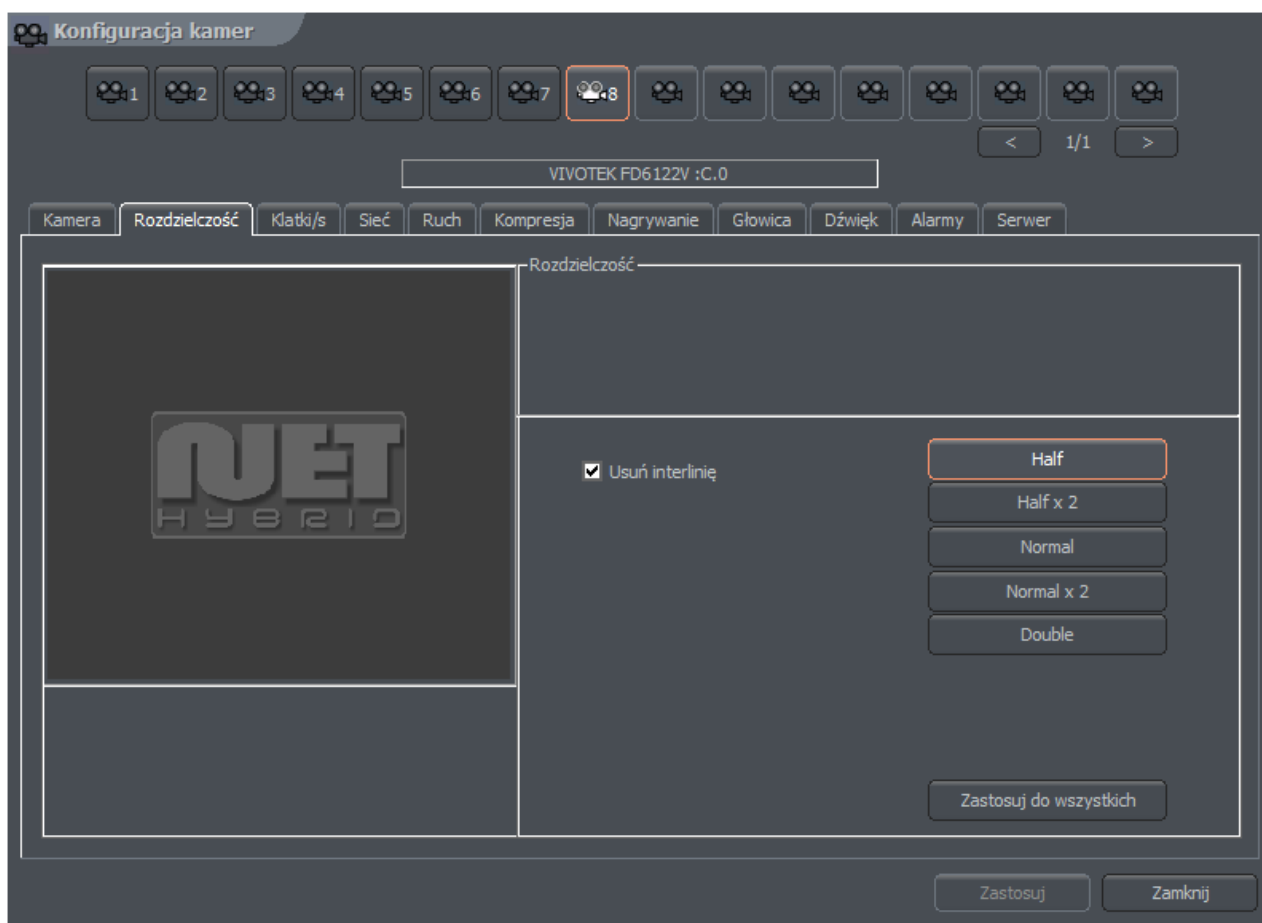 Konfiguracja kamer
1 2 3 4 5 6 7 8
< 1/1 >
VIVOTEK FD6122V :C.0
Kamera Rozdzielczość Klatki/s Sieć Ruch Kompresja Nagrywanie Głowica Dźwięk Alarmy Serwer
Rozdzielczość
NET
HYBRID
Usuń interlinię
Half
Half x 2
Normal
Normal x 2
Double
Zastosuj do wszystkich
Zastosuj Zamknij